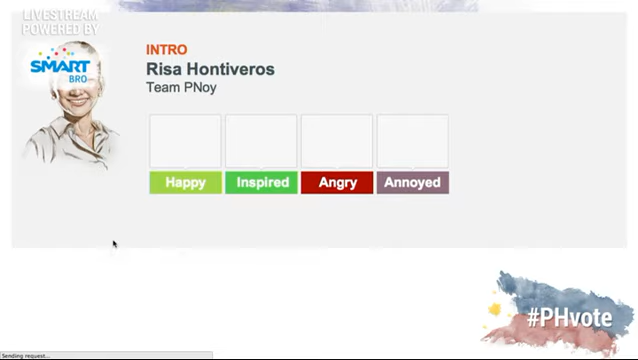 LIVESTREAM
POWERED BY
SMART
BRO
INTRO
Risa Hontiveros
Team PNoy
Happy Inspired Angry Annoyed
#PHvote
Sending request...